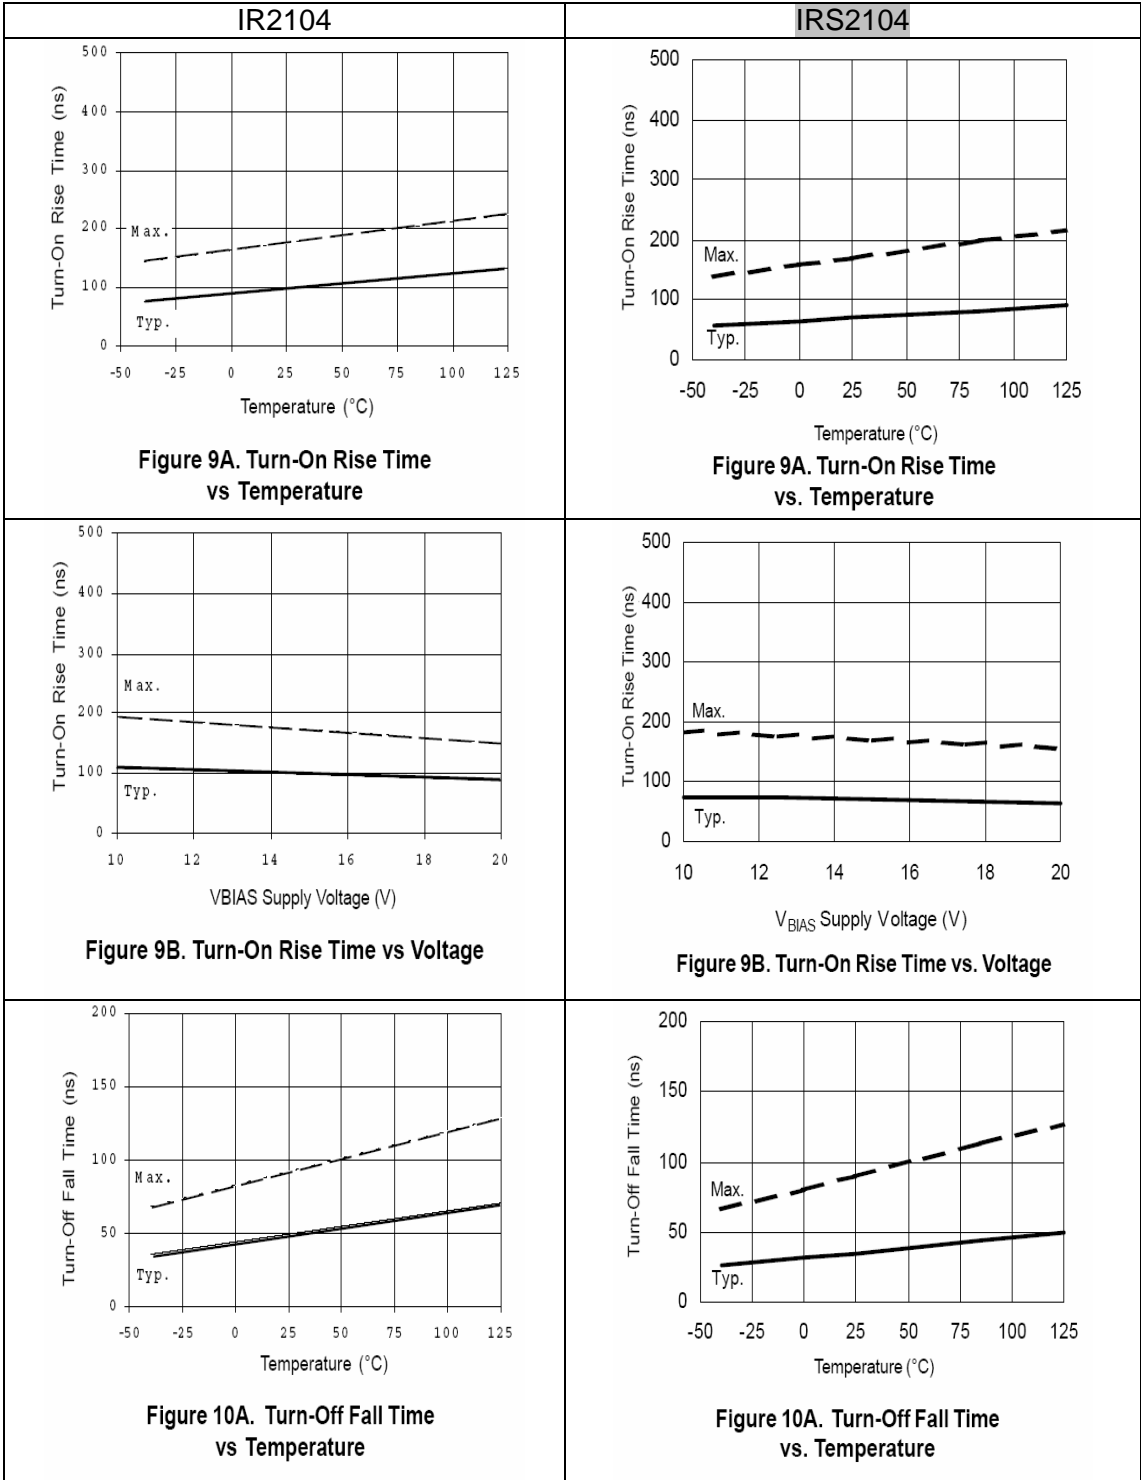 IR2104
IRS2104
Turn-On Rise Time (ns)
500
400
300
200
100
0
Max.
Typ.
-50 -25 0 25 50 75 100 125
Temperature (°C)
Figure 9A. Turn-On Rise Time
vs Temperature
Turn-On Rise Time (ns)
500
400
300
200
100
0
Max.
Typ.
-50 -25 0 25 50 75 100 125
Temperature (°C)
Figure 9A. Turn-On Rise Time
vs. Temperature
Turn-On Rise Time (ns)
500
400
300
200
100
0
Max.
Typ.
10 12 14 16 18 20
VBIAS Supply Voltage (V)
Figure 9B. Turn-On Rise Time vs Voltage
Turn-On Rise Time (ns)
500
400
300
200
100
0
Max.
Typ.
10 12 14 16 18 20
VBIAS Supply Voltage (V)
Figure 9B. Turn-On Rise Time vs. Voltage
Turn-Off Fall Time (ns)
200
150
100
50
0
Max.
Typ.
-50 -25 0 25 50 75 100 125
Temperature (°C)
Figure 10A. Turn-Off Fall Time
vs Temperature
Turn-Off Fall Time (ns)
200
150
100
50
0
Max.
Typ.
-50 -25 0 25 50 75 100 125
Temperature (°C)
Figure 10A. Turn-Off Fall Time
vs. Temperature